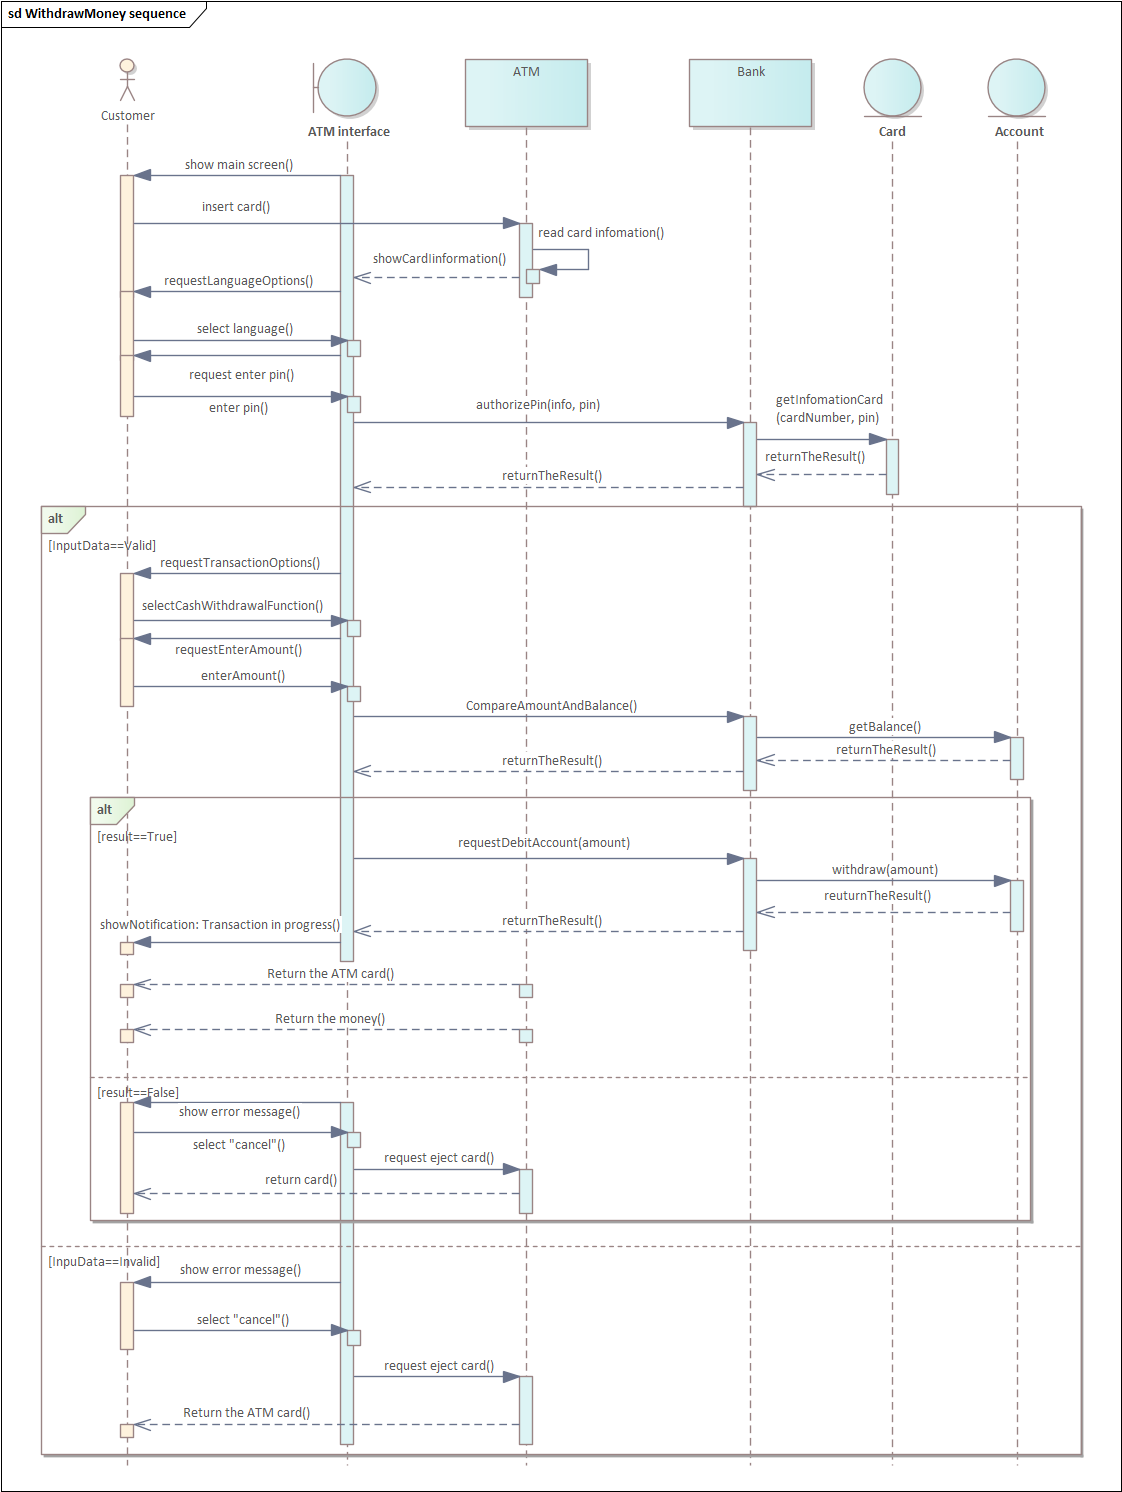 sd WithdrawMoney sequence
Customer
ATM interface
ATM
Bank
Card
Account
show main screen()
insert card()
read card infomation()
showCardIinformation()
requestLanguageOptions()
select language()
request enter pin()
enter pin()
authorizePin(info, pin)
getInfomationCard
(cardNumber, pin)
returnTheResult()
returnTheResult()
alt
[InputData==Valid]
requestTransactionOptions()
selectCashWithdrawalFunction()
requestEnterAmount()
enterAmount()
CompareAmountAndBalance()
getBalance()
returnTheResult()
returnTheResult()
alt
[result==True]
requestDebitAccount(amount)
withdraw(amount)
reuturnTheResult()
returnTheResult()
showNotification: Transaction in progress()
Return the ATM card()
Return the money()
[result==False]
show error message()
select "cancel"()
request eject card()
return card()
[InpuData==Invalid]
show error message()
select "cancel"()
request eject card()
Return the ATM card()